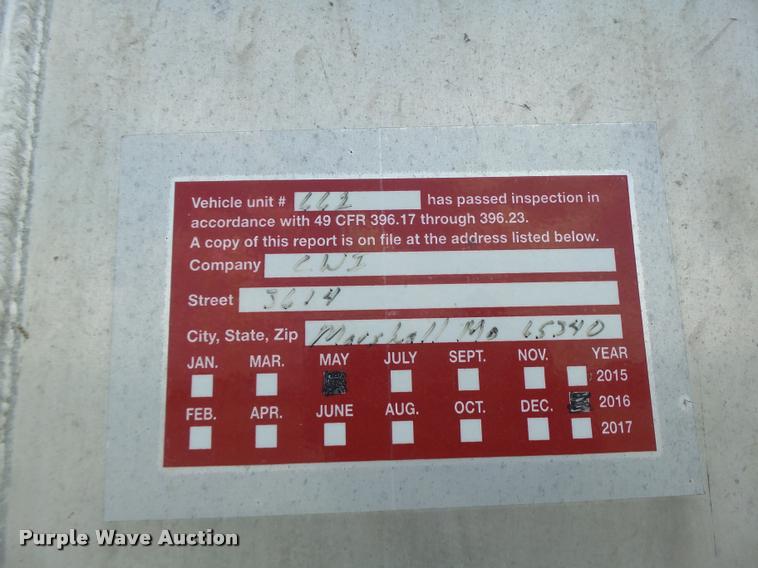 Vehicle unit # 662 has passed inspection in
accordance with 49 CFR 396.17 through 396.23.
A copy of this report is on file at the address listed below.
Company CWI
Street 3614
City, State, Zip Marshall Mo 65340
JAN. MAR. MAY JULY SEPT. NOV. YEAR
2015
2016
FEB. APR. JUNE AUG. OCT. DEC. 2017
Purple Wave Auction